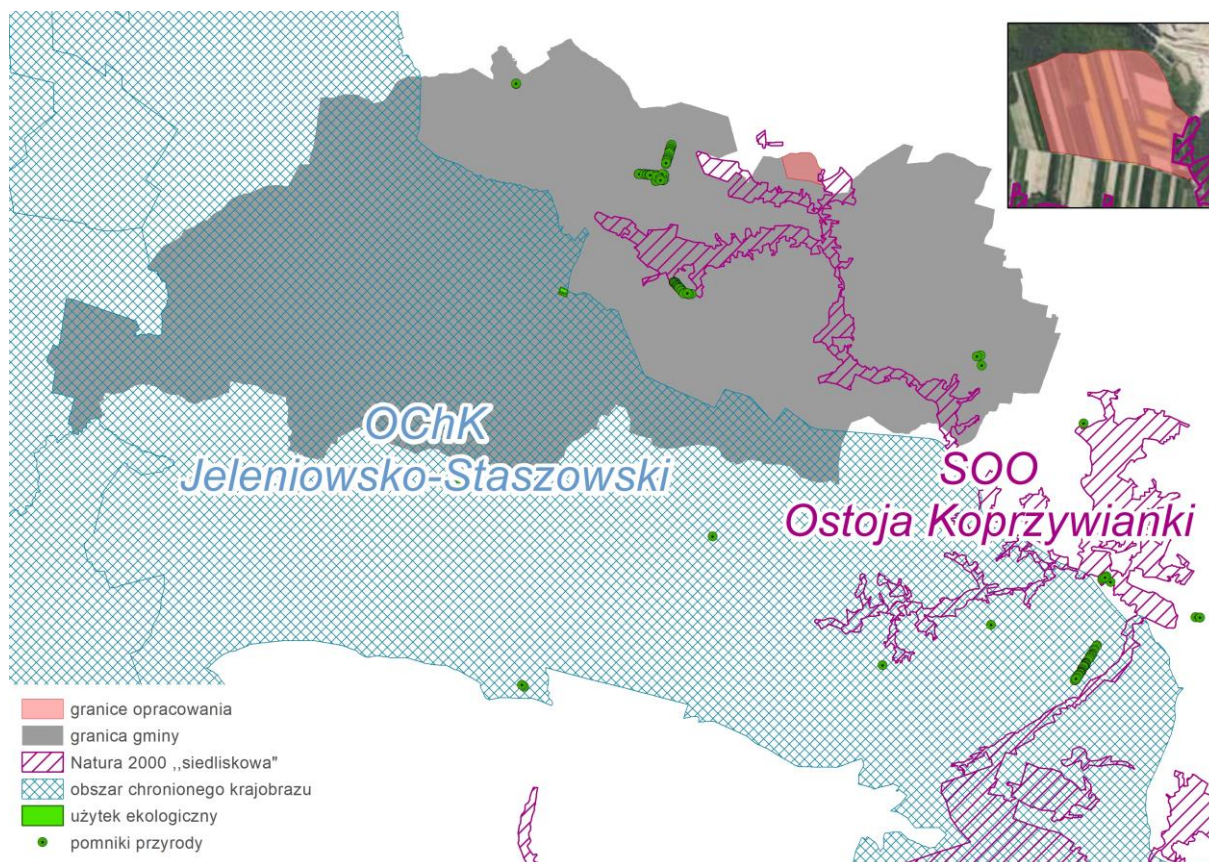 OChK
Jeleniowsko-Staszowski
SOO
Ostoja Koprzywianki
granice opracowania
granica gminy
Natura 2000 ,,siedliskowa"
obszar chronionego krajobrazu
użytek ekologiczny
pomniki przyrody